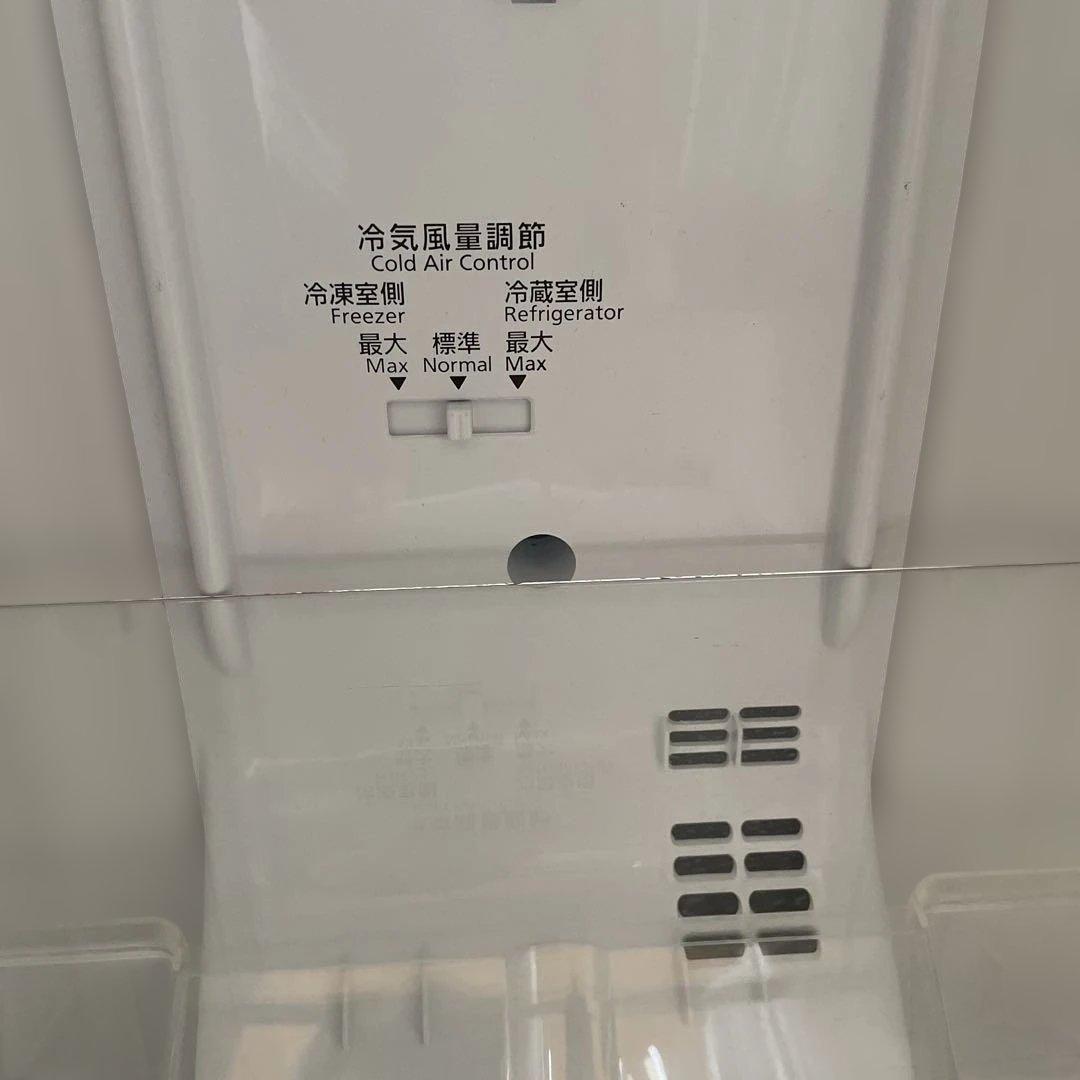 冷気風量調節
Cold Air Control
冷凍室側 冷蔵室側
Freezer Refrigerator
最大 標準 最大
Max Normal Max